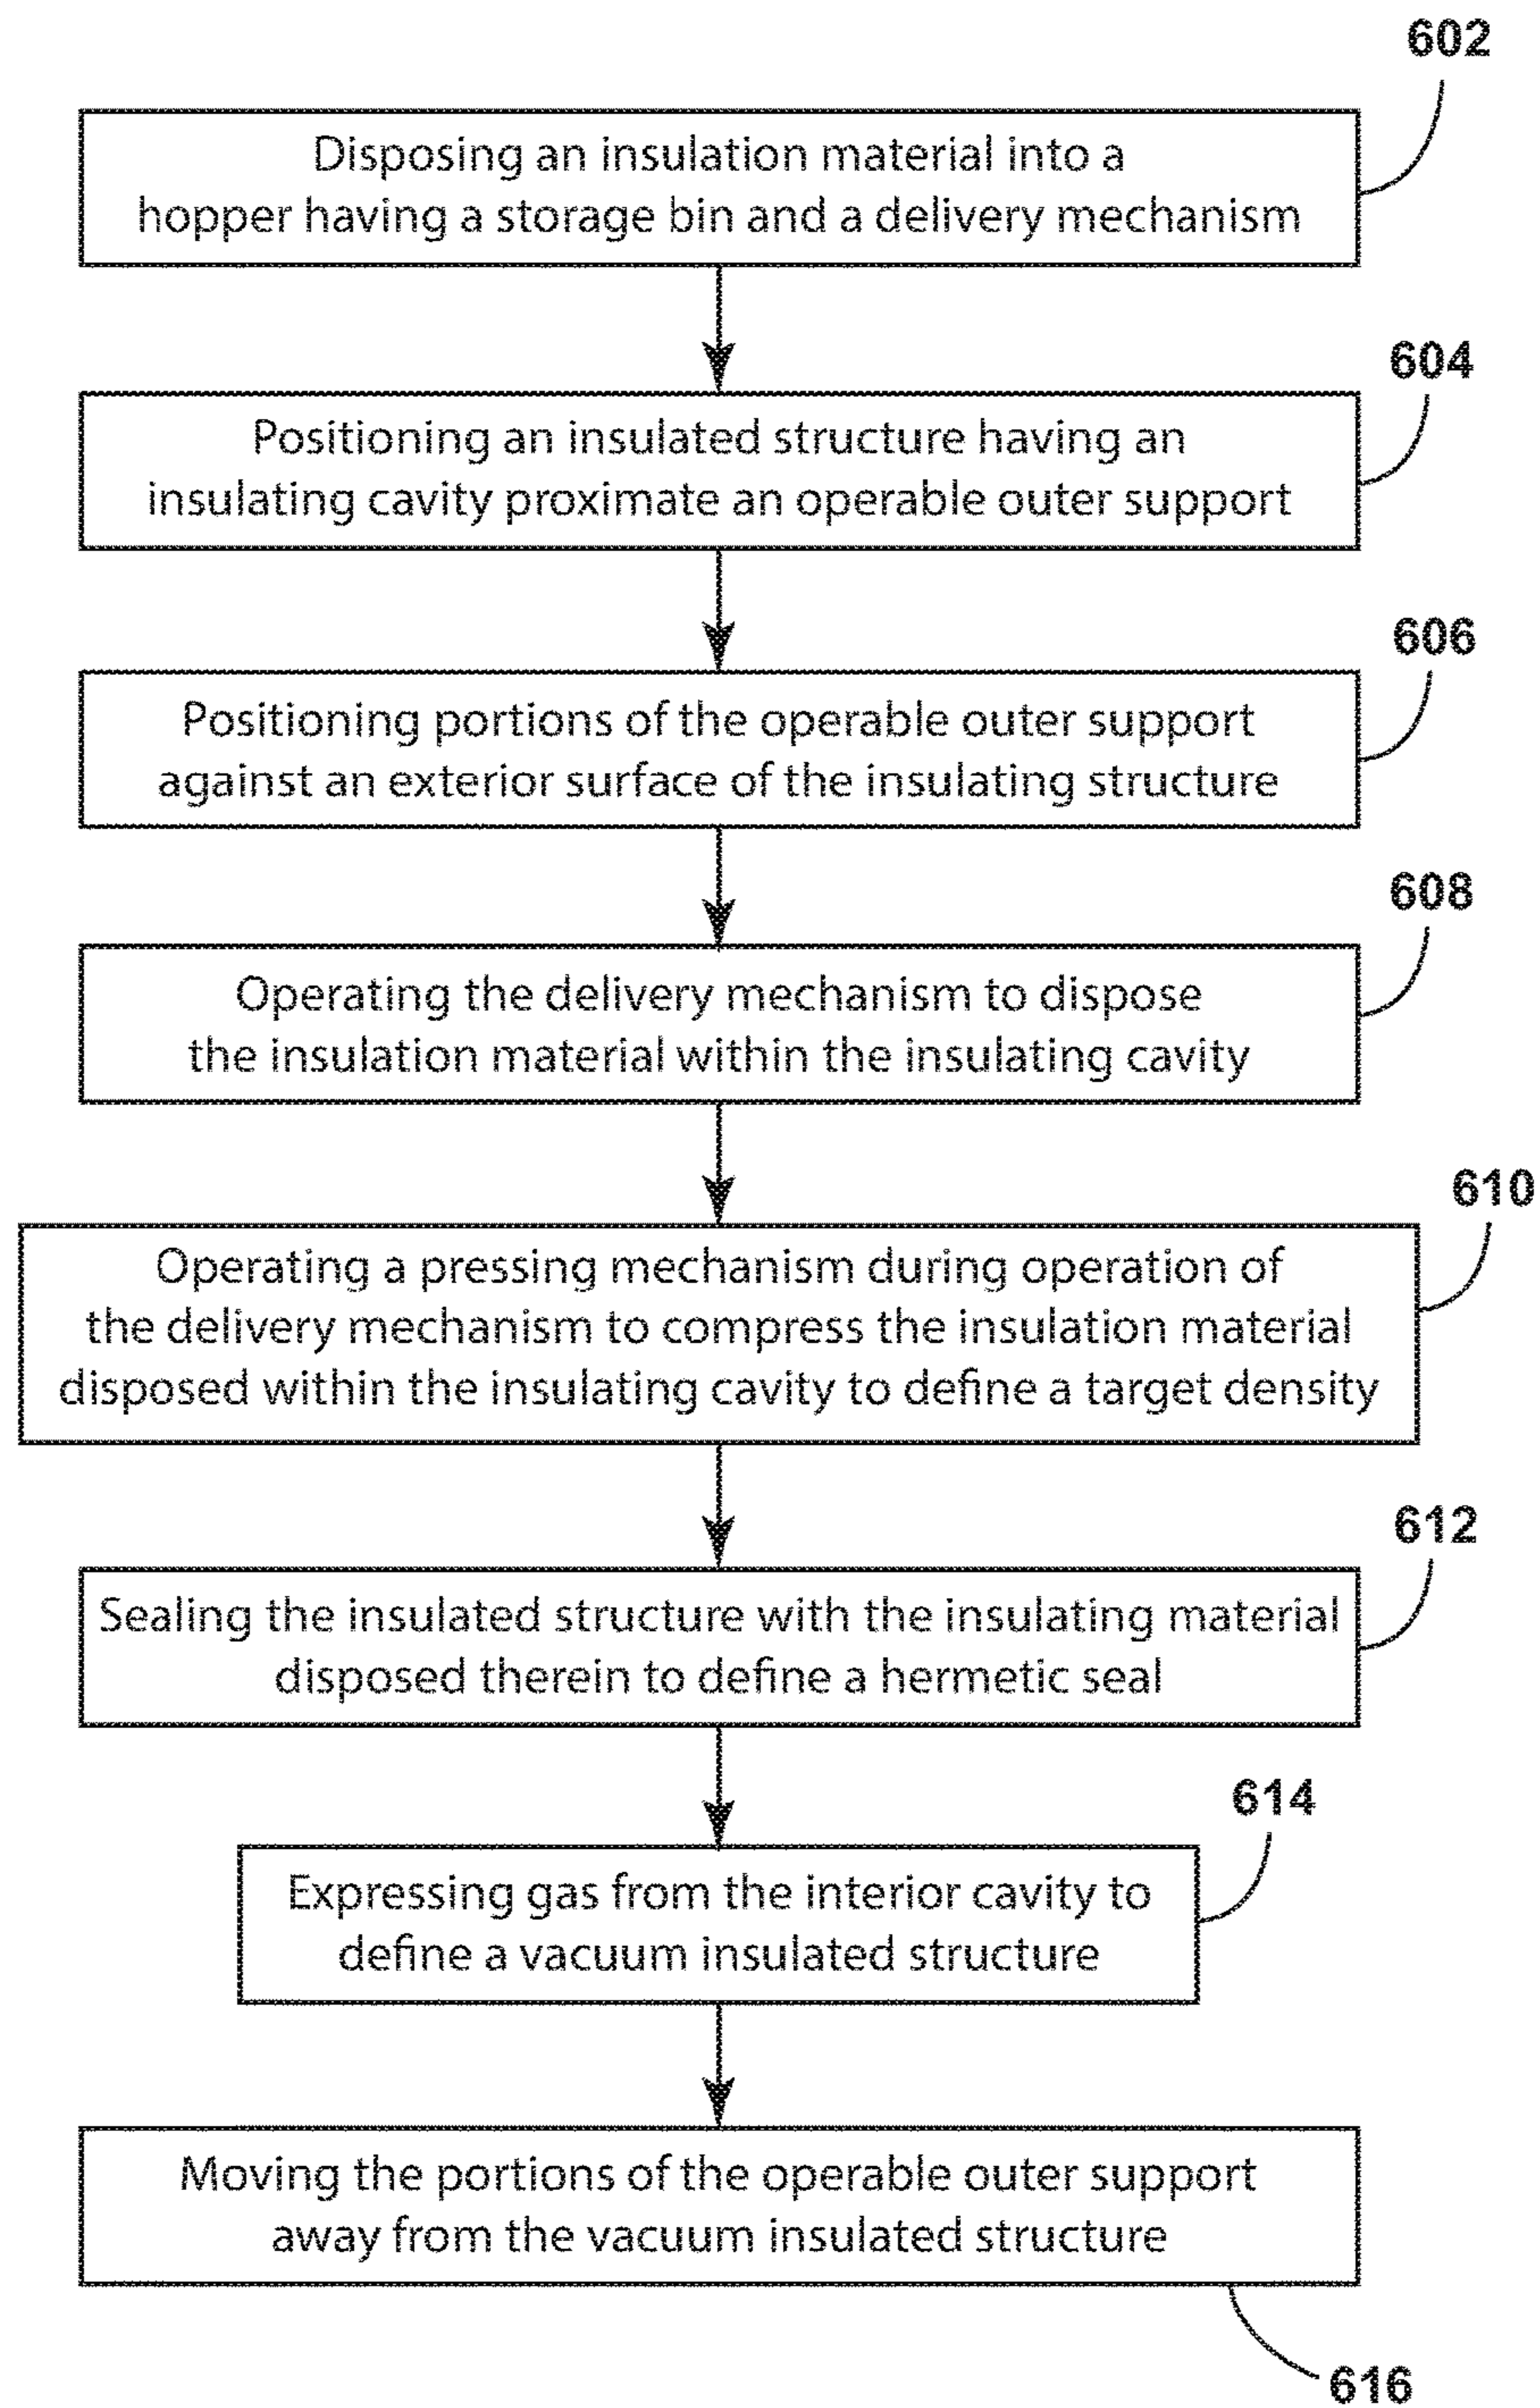 602
Disposing an insulation material into a
hopper having a storage bin and a delivery mechanism
604
Positioning an insulated structure having an
insulating cavity proximate an operable outer support
606
Positioning portions of the operable outer support
against an exterior surface of the insulating structure
608
Operating the delivery mechanism to dispose
the insulation material within the insulating cavity
610
Operating a pressing mechanism during operation of
the delivery mechanism to compress the insulation material
disposed within the insulating cavity to define a target density
612
Sealing the insulated structure with the insulating material
disposed therein to define a hermetic seal
614
Expressing gas from the interior cavity to
define a vacuum insulated structure
Moving the portions of the operable outer support
away from the vacuum insulated structure
616